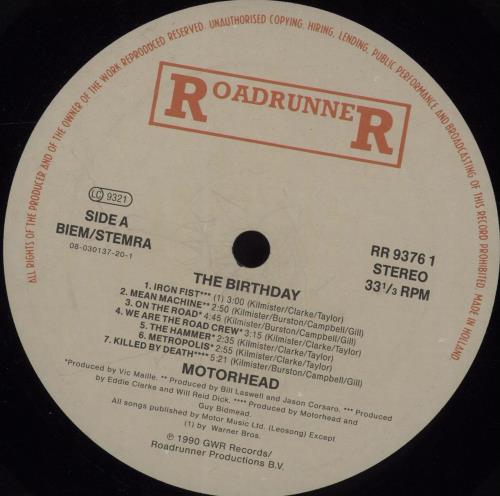 ALL RIGHTS OF THE PRODUCER AND OF THE OWNER OF THE WORK REPRODUCED RESERVED. UNAUTHORISED COPYING, HIRING, LENDING, PUBLIC PERFORMANCE AND BROADCASTING OF THIS RECORD PROHIBITED. MADE IN HOLLAND
ROADRUNNER
LC 9321
SIDE A
BIEM/STEMRA
08-030137-20-1
RR 9376 1
STEREO
33 1/3 RPM
THE BIRTHDAY
1. IRON FIST*** (1) 3:00 (Kilmister/Clarke/Taylor)
2. MEAN MACHINE** 2:50 (Kilmister/Burston/Campbell/Gill)
3. ON THE ROAD* 4:45 (Kilmister/Burston/Campbell/Gill)
4. WE ARE THE ROAD CREW* 3:15 (Kilmister/Clarke/Taylor)
5. THE HAMMER* 2:35 (Kilmister/Clarke/Taylor)
6. METROPOLIS* 2:55 (Kilmister/Clarke/Taylor)
7. KILLED BY DEATH**** 5:21 (Kilmister/Burston/Campbell/Gill)
MOTORHEAD
*Produced by Vic Maille. ** Produced by Bill Laswell and Jason Corsaro. *** Produced
by Eddie Clarke and Will Reid Dick. **** Produced by Motorhead and
Guy Bidmead.
All songs published by Motor Music Ltd. (Leosong) Except
(1) by Warner Bros.
℗ 1990 GWR Records/
Roadrunner Productions B.V.